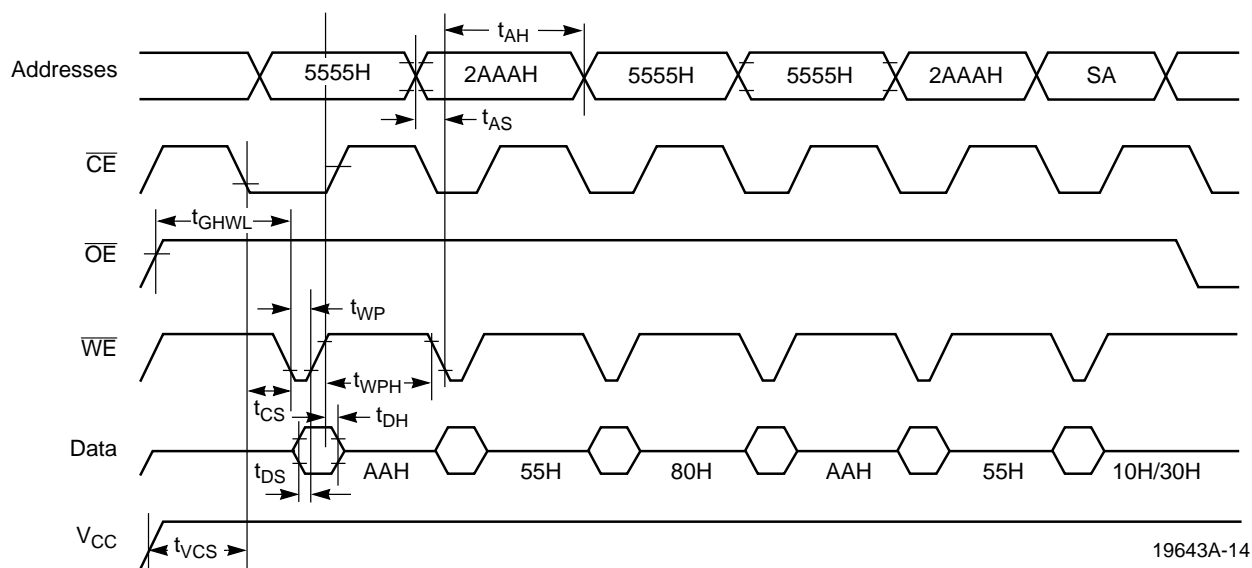 tAH
Addresses 5555H 2AAAH 5555H 5555H 2AAAH SA
tAS
CE
tGHWL
OE
tWP
WE
tWPH
tCS tDH
Data
tDS AAH 55H 80H AAH 55H 10H/30H
VCC tVCS
19643A-14